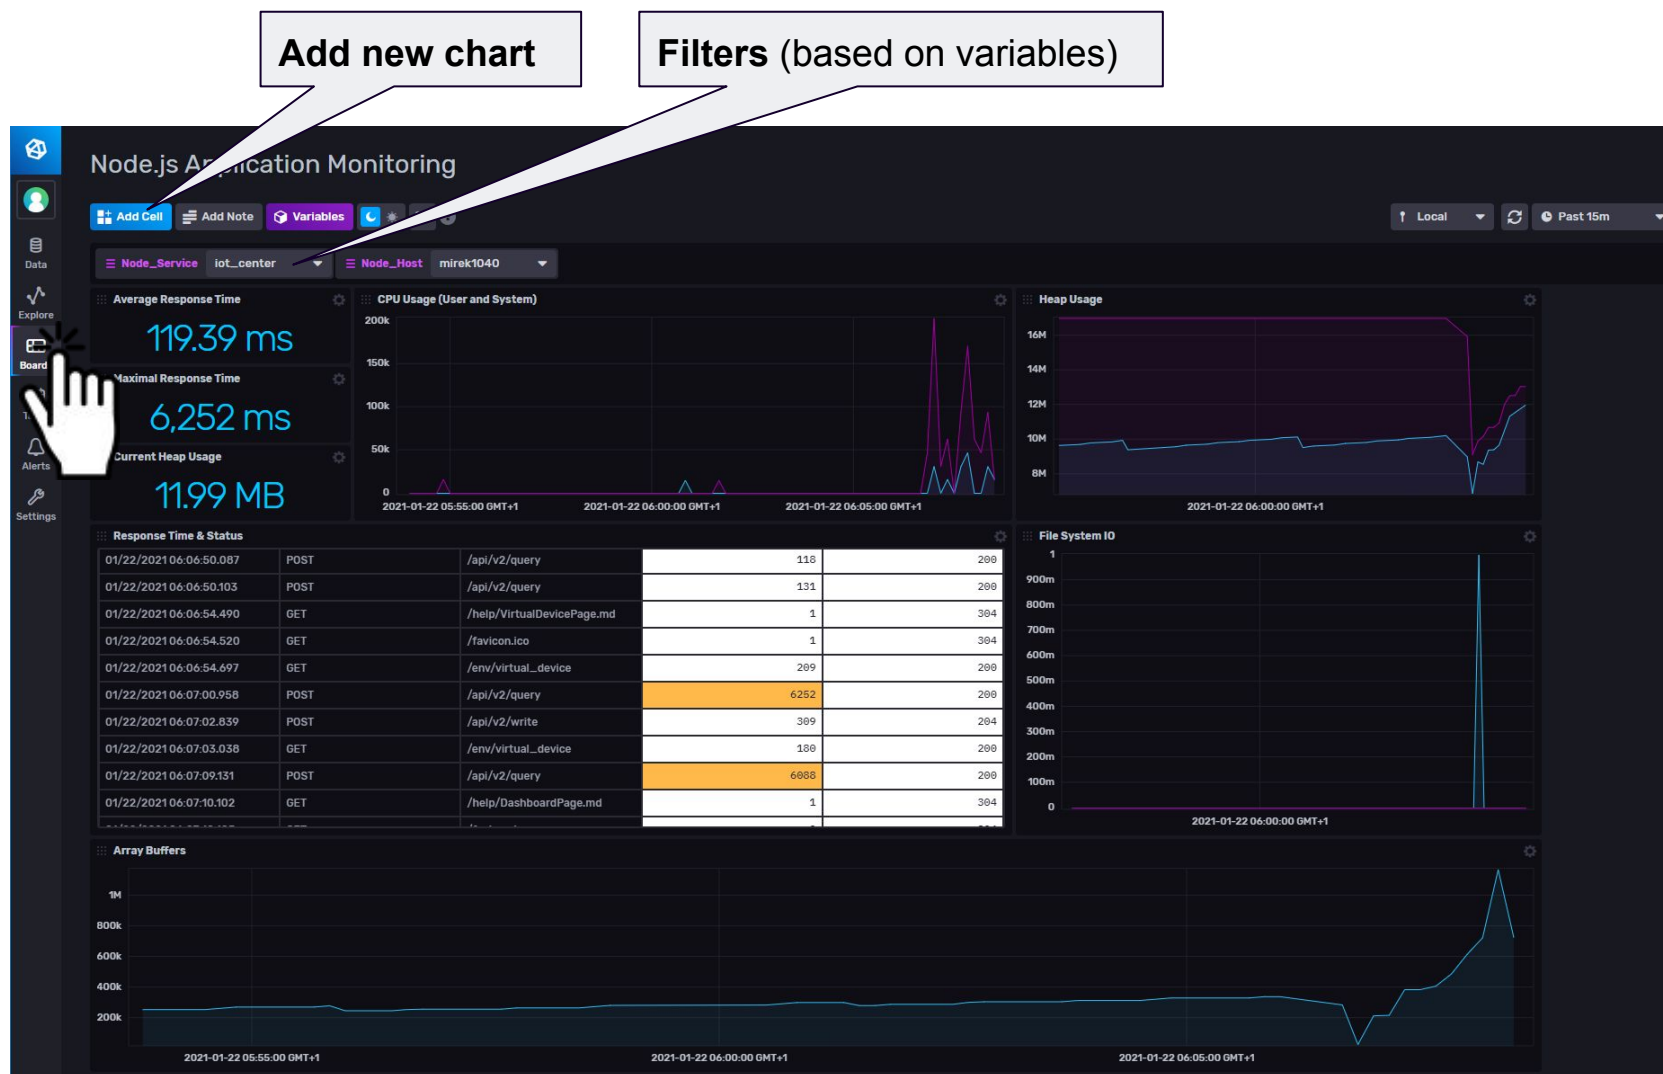 Add new chart
Filters (based on variables)
Node.js Application Monitoring
Add Cell
Add Note
Variables
Local
Past 15m
Data
Explore
Board
Alerts
Settings
Node_Service
iot_center
Node_Host
mirek1040
Average Response Time
119.39 ms
Maximal Response Time
6,252 ms
Current Heap Usage
11.99 MB
CPU Usage (User and System)
200k
150k
100k
50k
0
2021-01-22 05:55:00 GMT+1
2021-01-22 06:00:00 GMT+1
2021-01-22 06:05:00 GMT+1
Heap Usage
16M
14M
12M
10M
8M
2021-01-22 06:00:00 GMT+1
Response Time & Status
01/22/2021 06:06:50.087 POST /api/v2/query 118 200
01/22/2021 06:06:50.103 POST /api/v2/query 131 200
01/22/2021 06:06:54.490 GET /help/VirtualDevicePage.md 1 304
01/22/2021 06:06:54.520 GET /favicon.ico 1 304
01/22/2021 06:06:54.697 GET /env/virtual_device 209 200
01/22/2021 06:07:00.958 POST /api/v2/query 6252 200
01/22/2021 06:07:02.839 POST /api/v2/write 309 204
01/22/2021 06:07:03.038 GET /env/virtual_device 180 200
01/22/2021 06:07:09.131 POST /api/v2/query 6088 200
01/22/2021 06:07:10.102 GET /help/DashboardPage.md 1 304
File System IO
1
900m
800m
700m
600m
500m
400m
300m
200m
100m
0
2021-01-22 06:00:00 GMT+1
Array Buffers
1M
800k
600k
400k
200k
2021-01-22 05:55:00 GMT+1
2021-01-22 06:00:00 GMT+1
2021-01-22 06:05:00 GMT+1